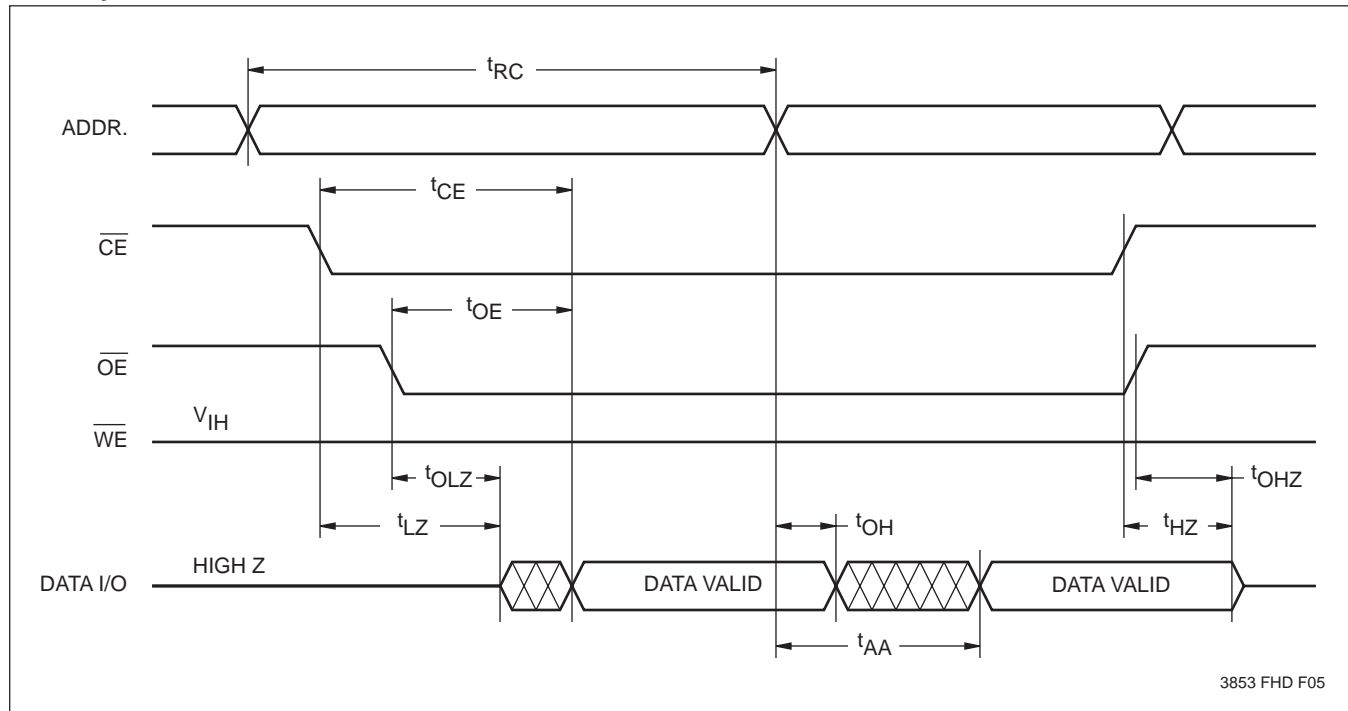 tRC
ADDR.
tCE
CE
tOE
OE
VIH
WE
tOLZ
tOHZ
tLZ
tOH
tHZ
HIGH Z
DATA I/O
DATA VALID
DATA VALID
tAA
3853 FHD F05